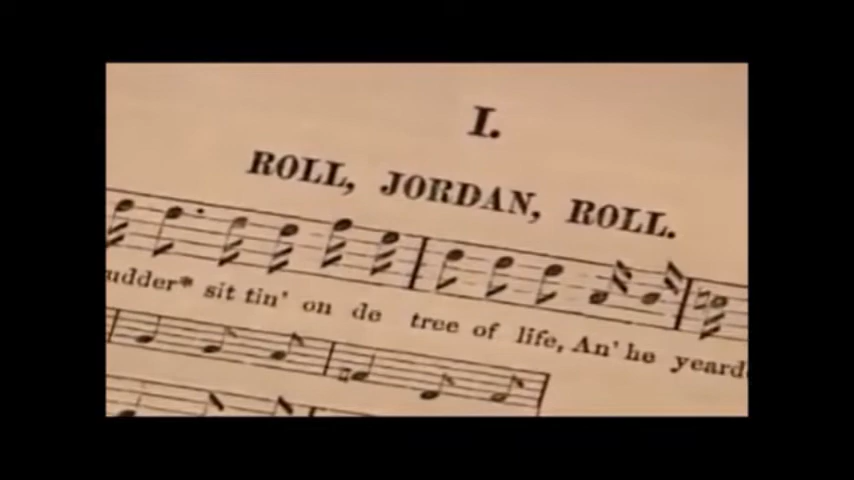 I.
ROLL, JORDAN, ROLL.
udder* sit tin' on de tree of life, An' he yeard